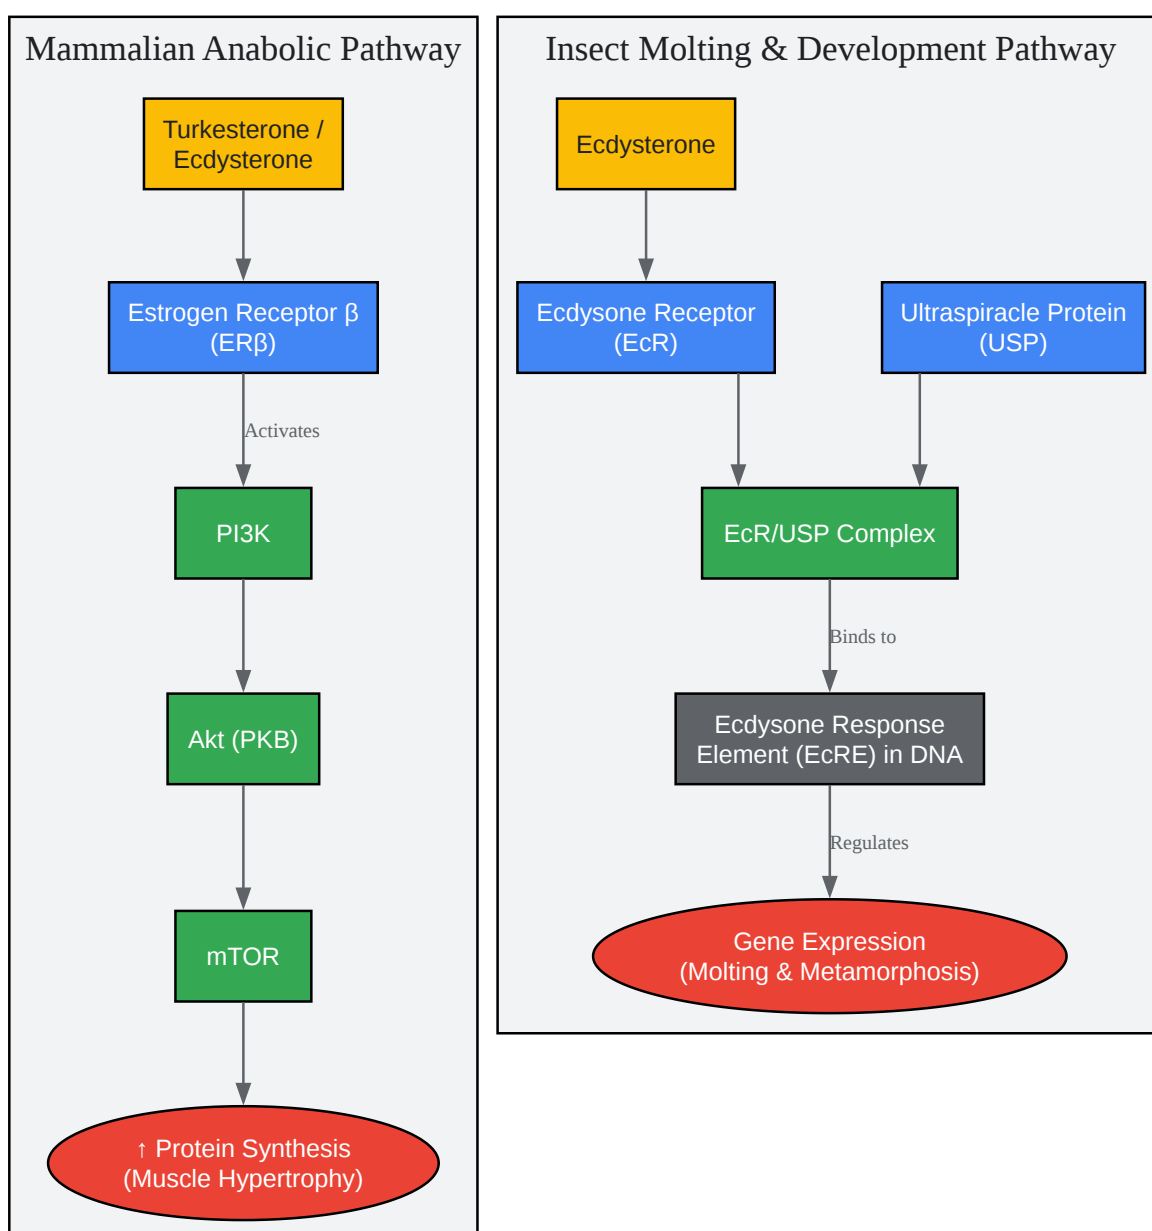 Mammalian Anabolic Pathway
Turkesterone /
Ecdysterone
Estrogen Receptor β
(ERβ)
Activates
PI3K
Akt (PKB)
mTOR
↑ Protein Synthesis
(Muscle Hypertrophy)
Insect Molting & Development Pathway
Ecdysterone
Ecdysone Receptor
(EcR)
Ultraspiracle Protein
(USP)
EcR/USP Complex
Binds to
Ecdysone Response
Element (EcRE) in DNA
Regulates
Gene Expression
(Molting & Metamorphosis)